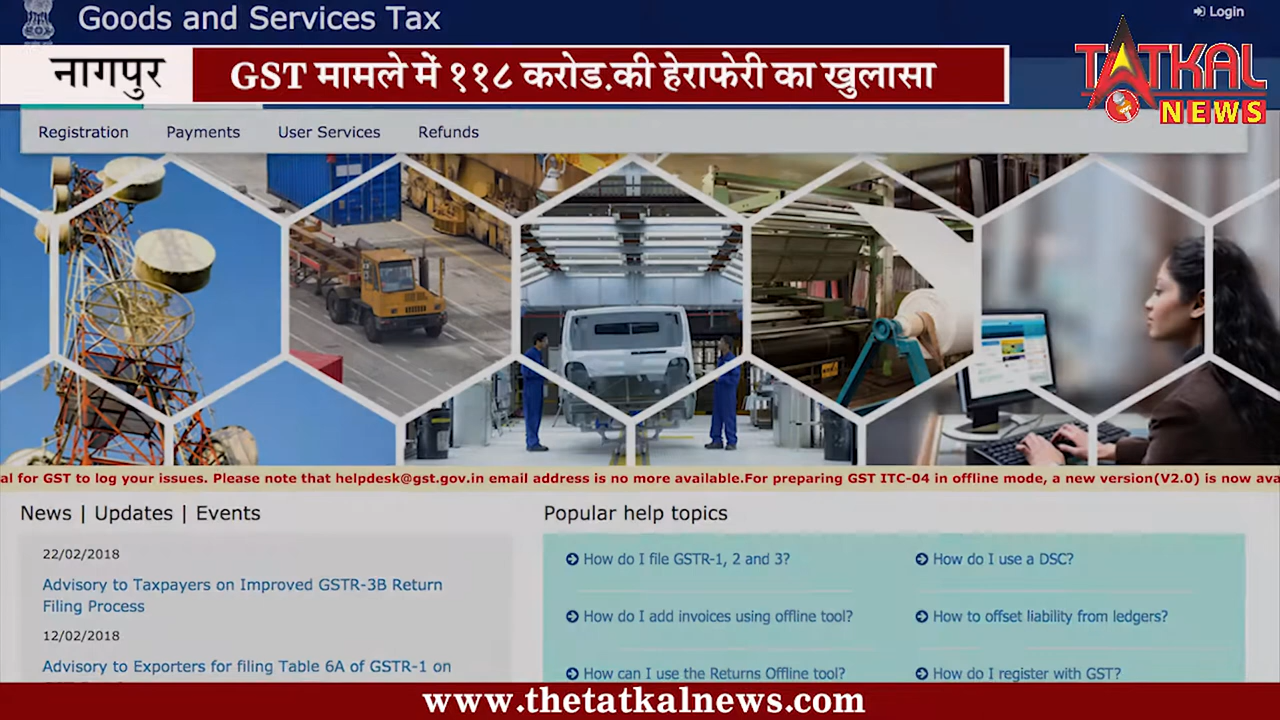 Goods and Services Tax
Login
नागपुर
GST मामले में ११८ करोड.की हेराफेरी का खुलासा
TATKAL
NEWS
Registration Payments User Services Refunds
al for GST to log your issues. Please note that helpdesk@gst.gov.in email address is no more available.For preparing GST ITC-04 in offline mode, a new version(V2.0) is now ava
News | Updates | Events
22/02/2018
Advisory to Taxpayers on Improved GSTR-3B Return
Filing Process
12/02/2018
Advisory to Exporters for filing Table 6A of GSTR-1 on
Popular help topics
How do I file GSTR-1, 2 and 3?
How do I use a DSC?
How do I add invoices using offline tool?
How to offset liability from ledgers?
How can I use the Returns Offline tool?
How do I register with GST?
www.thetatkalnews.com